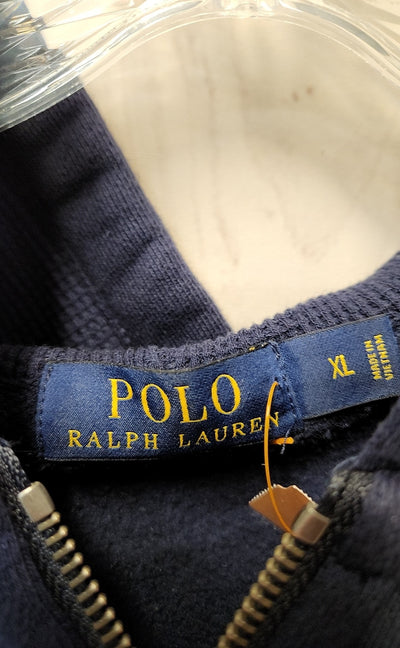 POLO
RALPH LAUREN
XL
MADE IN
VIETNAM